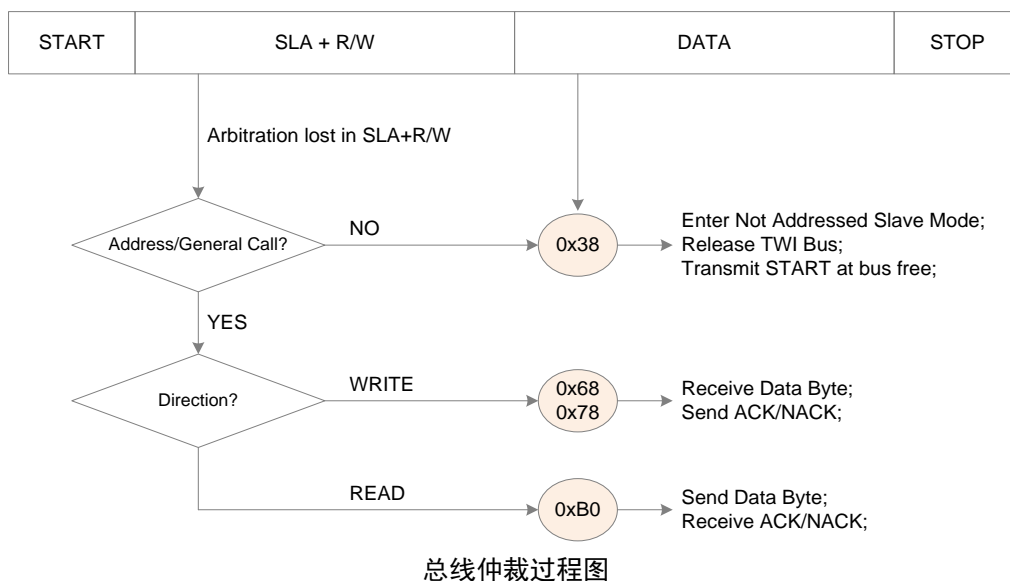 START SLA + R/W DATA STOP
Arbitration lost in SLA+R/W
Address/General Call?
NO
0x38
Enter Not Addressed Slave Mode;
Release TWI Bus;
Transmit START at bus free;
YES
Direction?
WRITE
0x68
0x78
Receive Data Byte;
Send ACK/NACK;
READ
0xB0
Send Data Byte;
Receive ACK/NACK;
总线仲裁过程图